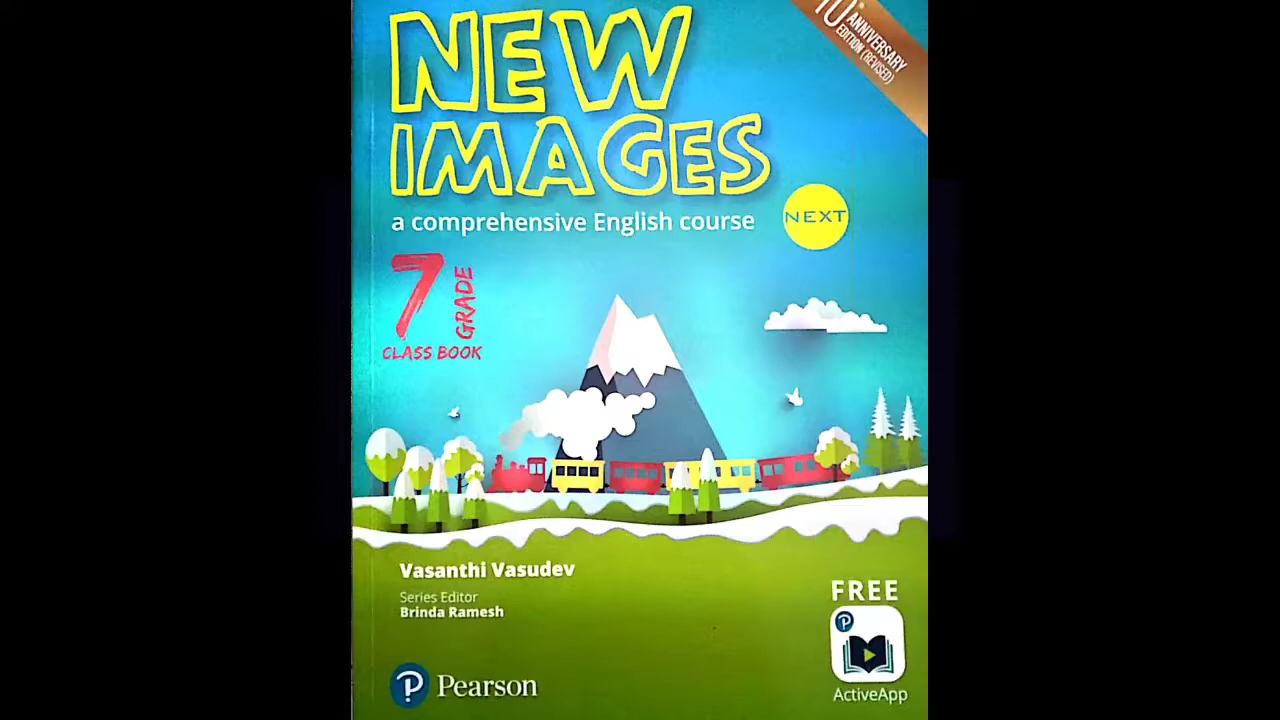 10th ANNIVERSARY
EDITION (REVISED)
NEW
IMAGES
a comprehensive English course
NEXT
7
GRADE
CLASS BOOK
Vasanthi Vasudev
Series Editor
Brinda Ramesh
FREE
P
ActiveApp
P Pearson